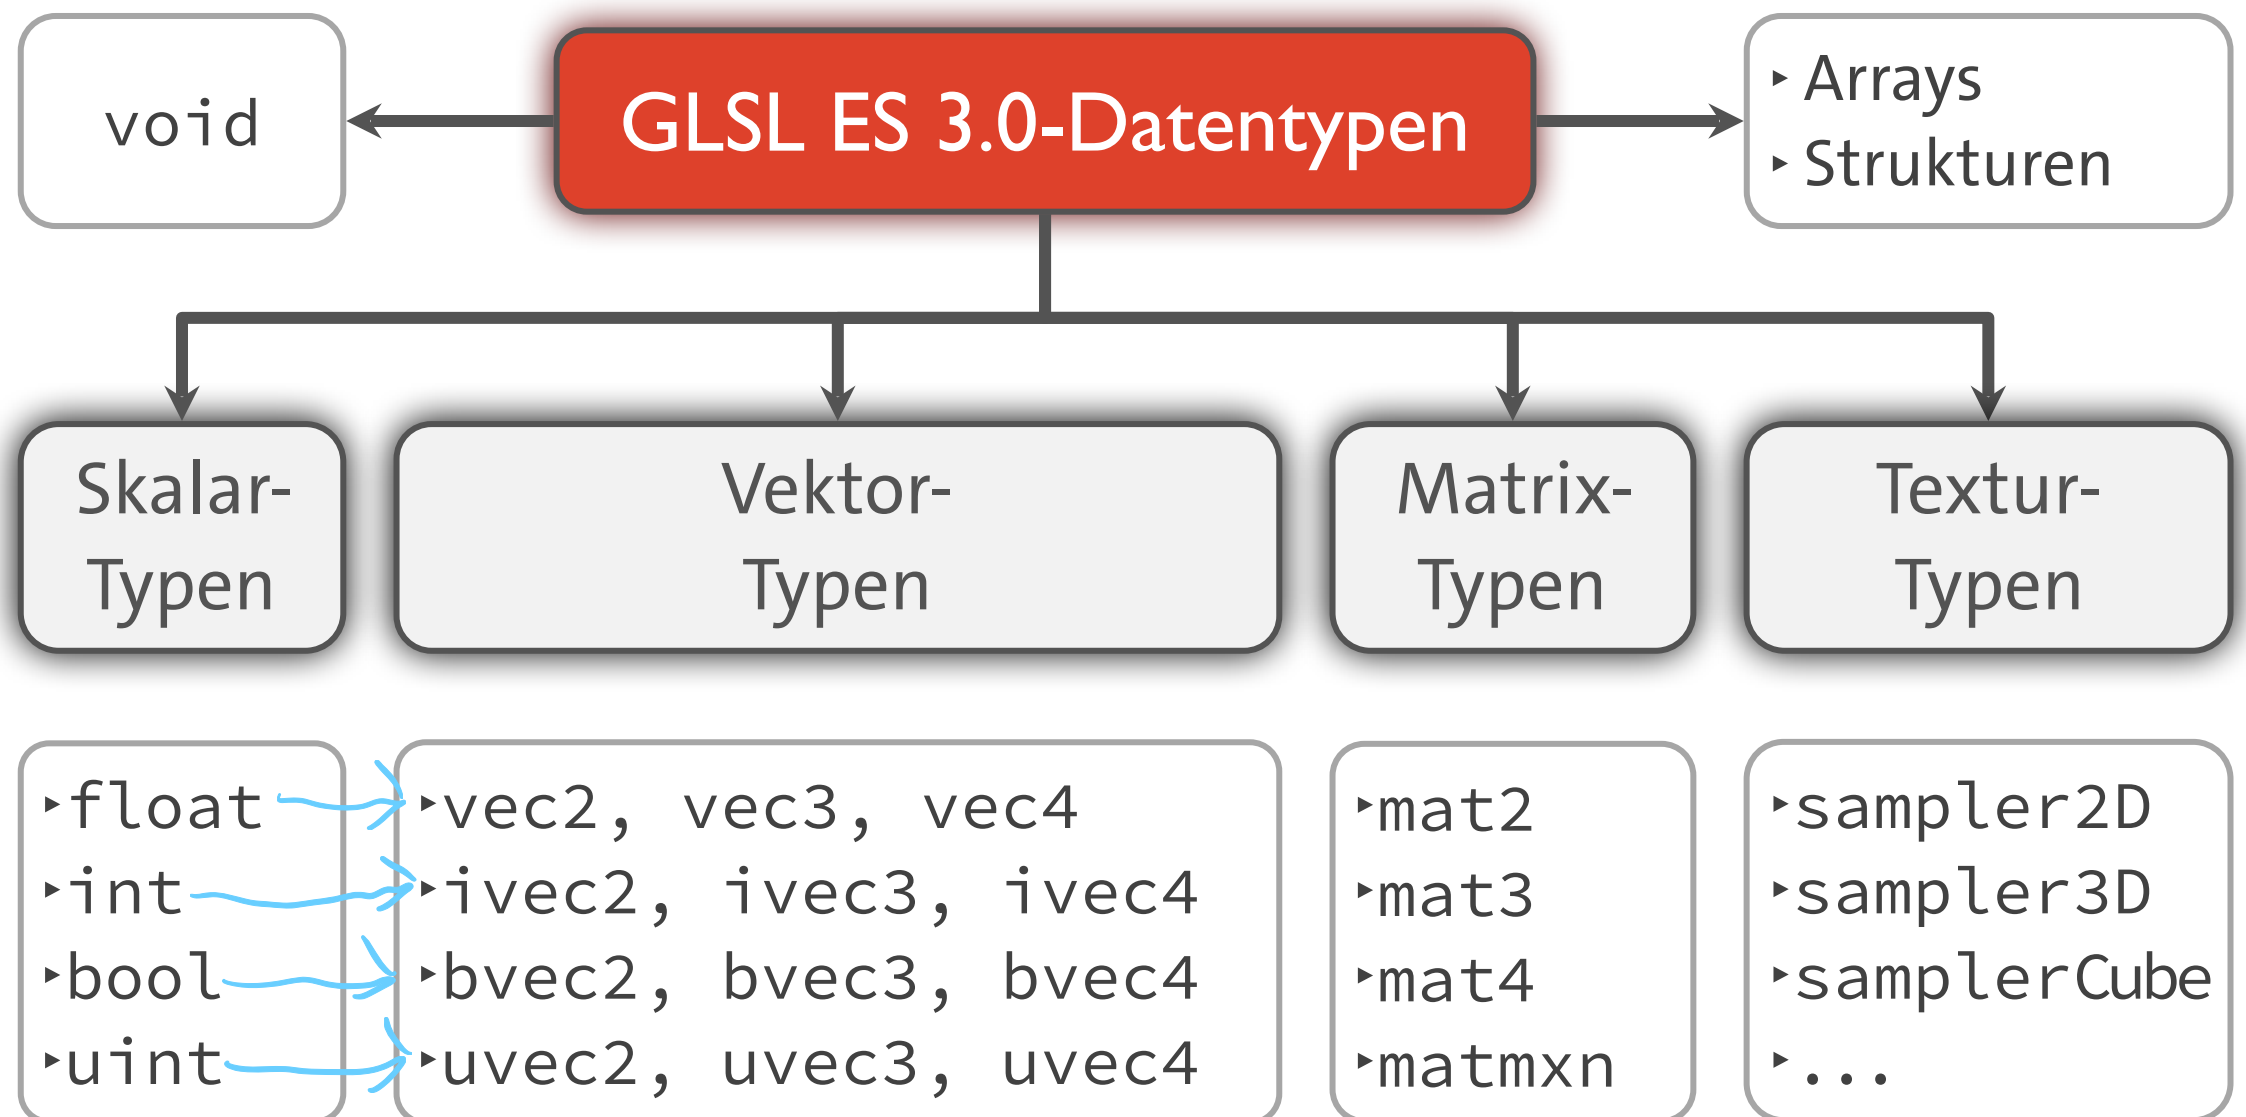 void
GLSL ES 3.0-Datentypen
‣ Arrays
‣ Strukturen
Skalar-
Typen
Vektor-
Typen
Matrix-
Typen
Textur-
Typen
‣float
‣int
‣bool
‣uint
‣vec2, vec3, vec4
‣ivec2, ivec3, ivec4
‣bvec2, bvec3, bvec4
‣uvec2, uvec3, uvec4
‣mat2
‣mat3
‣mat4
‣matmxn
‣sampler2D
‣sampler3D
‣samplerCube
‣...